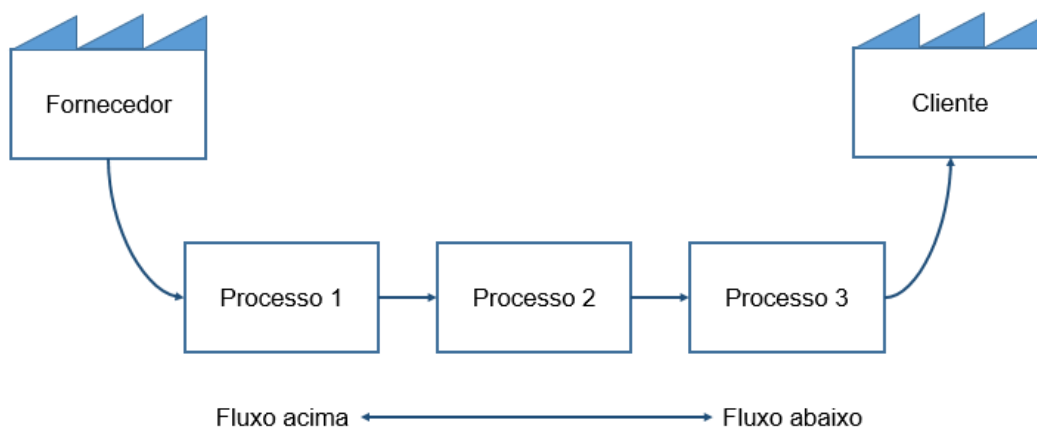 Fornecedor
Cliente
Processo 1
Processo 2
Processo 3
Fluxo acima
Fluxo abaixo